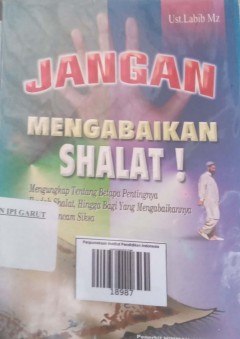 Ust.Labib Mz
JANGAN
MENGABAIKAN
SHALAT !
Mengungkap Tentang Betapa Pentingnya
Shalat, Hingga Bagi Yang Mengabaikannya
Siksa
N IPI GARUT
Perpustakaan Institut Pendidikan Indonesia
18987